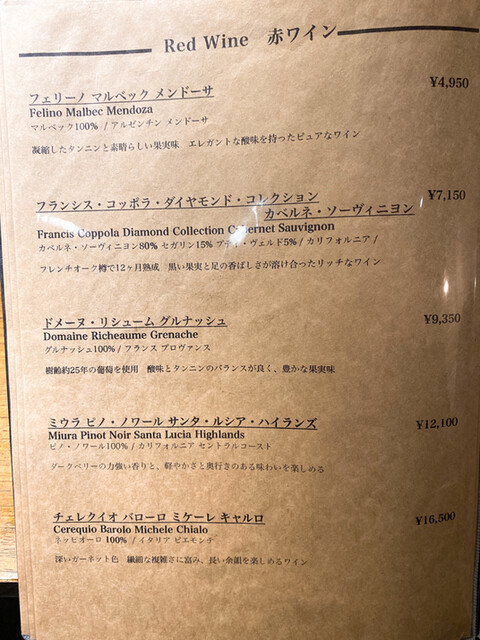 Red Wine 赤ワイン
フェリーノ マルベック メンドーサ ¥4,950
Felino Malbec Mendoza
マルベック100% / アルゼンチン メンドーサ
凝縮したタンニンと素晴らしい果実味 エレガントな酸味を持ったピュアなワイン
フランシス・コッポラ・ダイヤモンド・コレクション ¥7,150
カベルネ・ソーヴィニヨン
Francis Coppola Diamond Collection Cabernet Sauvignon
カベルネ・ソーヴィニヨン80% セガリン15% プティ・ヴェルド5% / カリフォルニア /
フレンチオーク樽で12ヶ月熟成 黒い果実と足の香ばしさが溶け合ったリッチなワイン
ドメーヌ・リシューム グルナッシュ ¥9,350
Domaine Richeaume Grenache
グルナッシュ100% / フランス プロヴァンス
樹齢約25年の葡萄を使用 酸味とタンニンのバランスが良く、豊かな果実味
ミウラ ピノ・ノワール サンタ・ルシア・ハイランズ ¥12,100
Miura Pinot Noir Santa Lucia Highlands
ピノ・ノワール100% / カリフォルニア セントラルコースト
ダークベリーの力強い香りと、軽やかさと奥行きのある味わいを楽しめる
チェレクイオ バローロ ミケーレ キャルロ ¥16,500
Cerequio Barolo Michele Chialo
ネッビオーロ 100% / イタリア ピエモンテ
深いガーネット色 繊細な複雑さに富み、長い余韻を楽しめるワイン